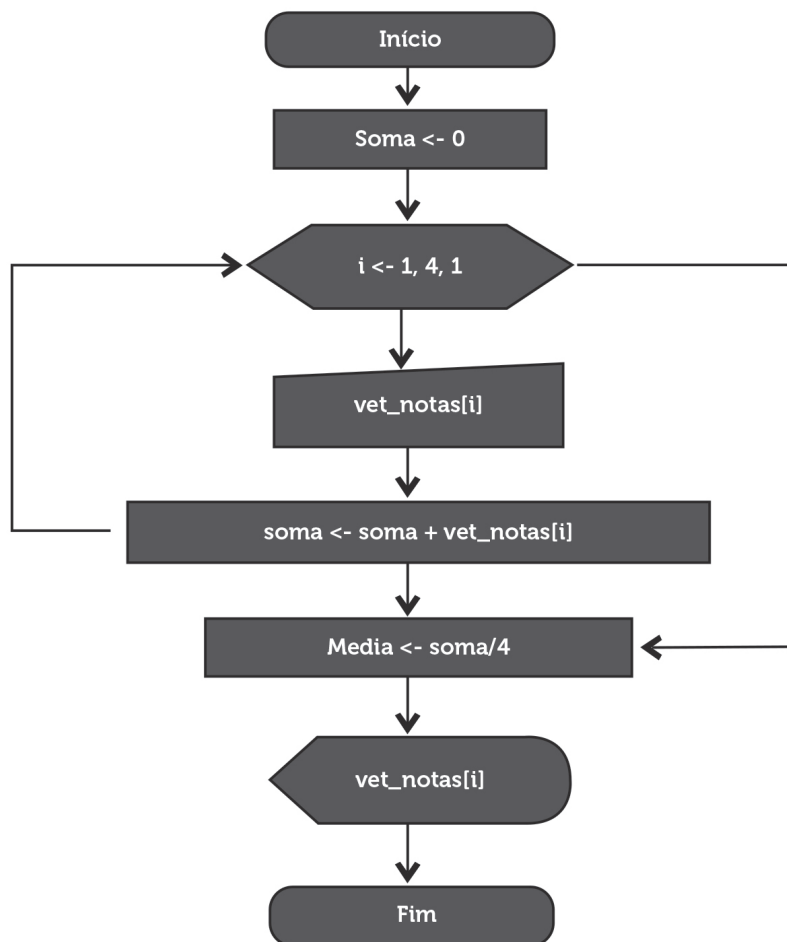 Início
Soma <- 0
i <- 1, 4, 1
vet_notas[i]
soma <- soma + vet_notas[i]
Media <- soma/4
vet_notas[i]
Fim